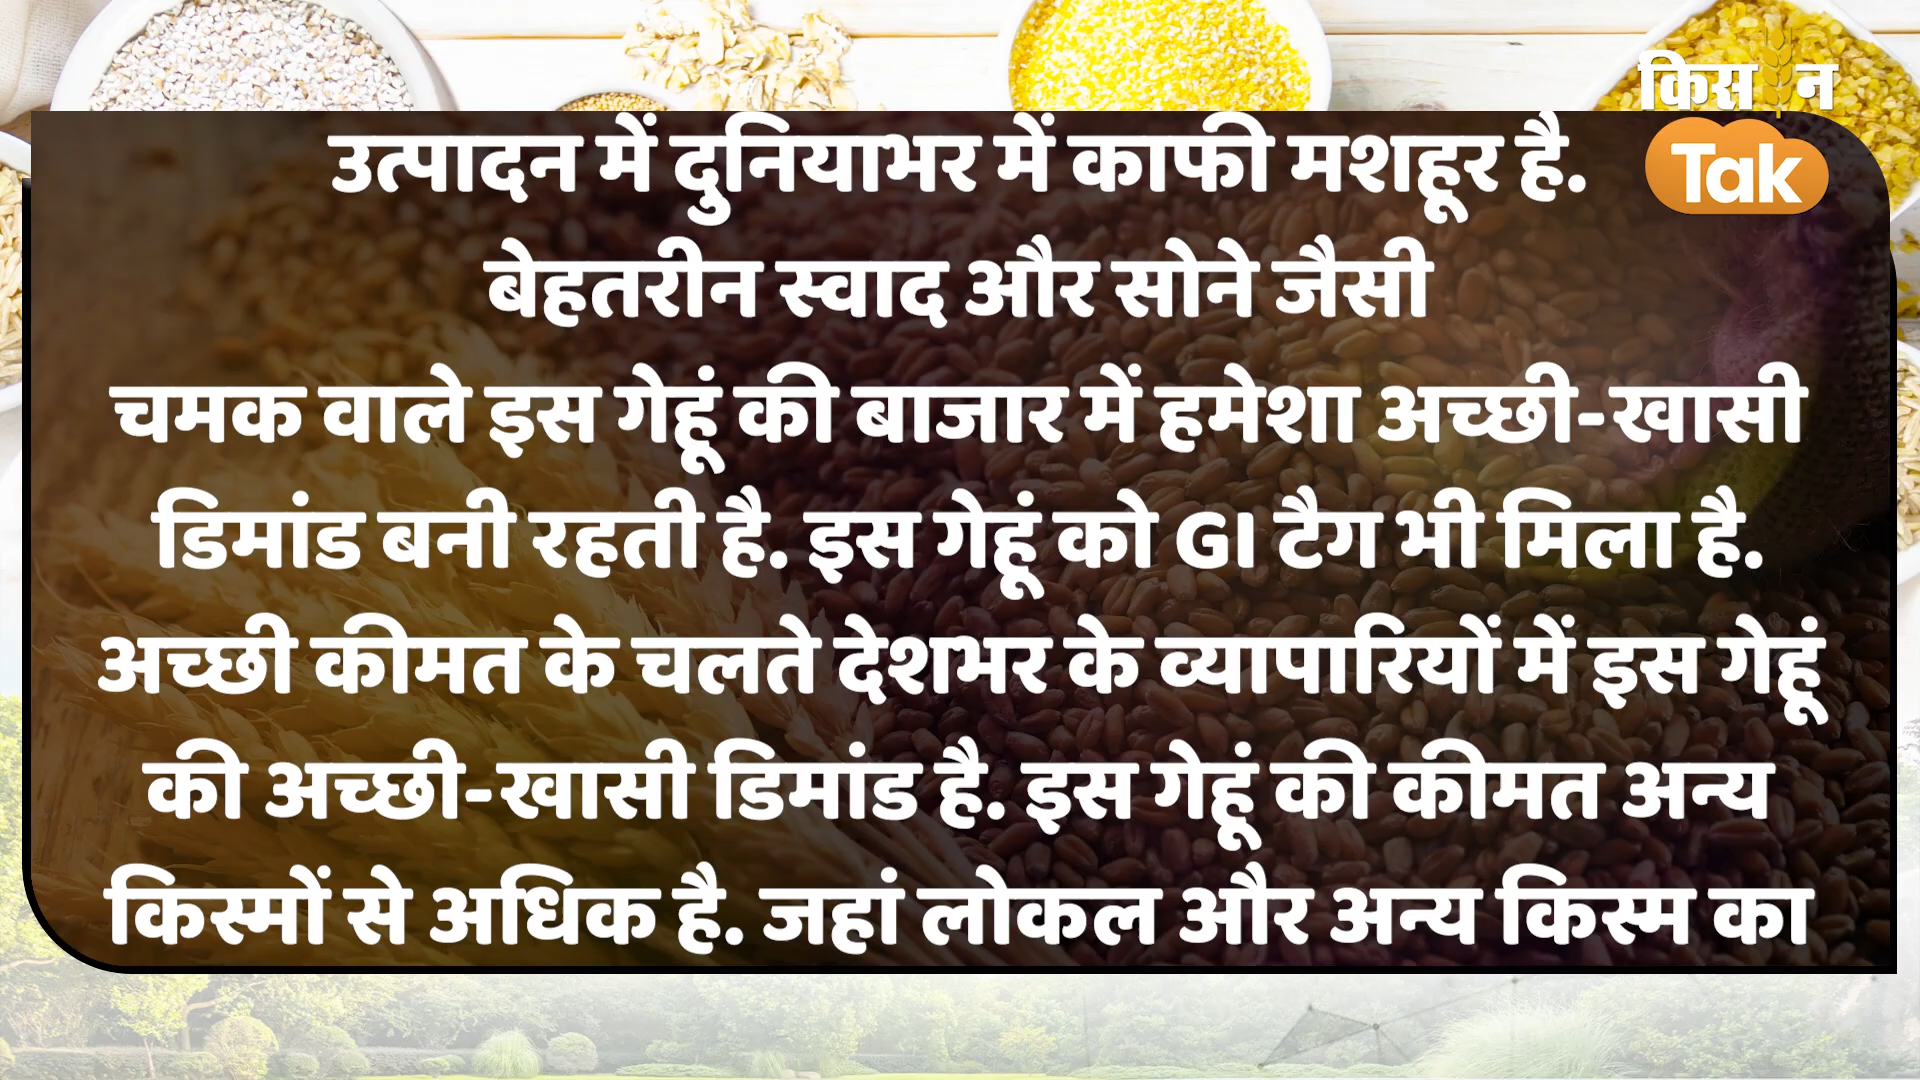 किसान
Tak
उत्पादन में दुनियाभर में काफी मशहूर है.
बेहतरीन स्वाद और सोने जैसी
चमक वाले इस गेहूं की बाजार में हमेशा अच्छी-खासी
डिमांड बनी रहती है. इस गेहूं को GI टैग भी मिला है.
अच्छी कीमत के चलते देशभर के व्यापारियों में इस गेहूं
की अच्छी-खासी डिमांड है. इस गेहूं की कीमत अन्य
किस्मों से अधिक है. जहां लोकल और अन्य किस्म का